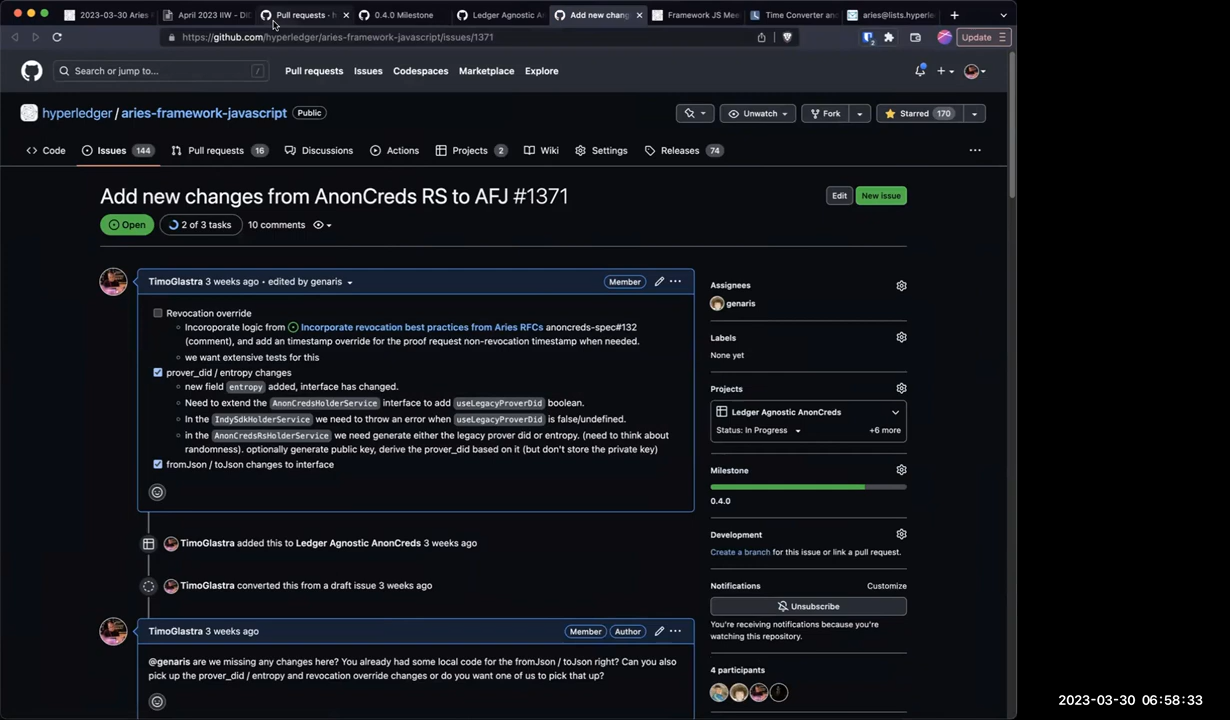 2023-03-30 Aries
April 2023 IIW - DI
Pull requests · h
0.4.0 Milestone
Ledger Agnostic A
Add new chang
Framework JS Mee
Time Converter an
aries@lists.hyperled
https://github.com/hyperledger/aries-framework-javascript/issues/1371
2
Update
Search or jump to...
/
Pull requests
Issues
Codespaces
Marketplace
Explore
hyperledger / aries-framework-javascript
Public
Unwatch
Fork
Starred 170
Code
Issues 144
Pull requests 16
Discussions
Actions
Projects 2
Wiki
Settings
Releases 74
Add new changes from AnonCreds RS to AFJ #1371
Edit
New issue
Open
2 of 3 tasks
10 comments
TimoGlastra 3 weeks ago • edited by genaris
Member
Revocation override
Incoroporate logic from Incorporate revocation best practices from Aries RFCs anoncreds-spec#132
(comment), and add an timestamp override for the proof request non-revocation timestamp when needed.
we want extensive tests for this
prover_did / entropy changes
new field entropy added, interface has changed.
Need to extend the AnonCredsHolderService interface to add useLegacyProverDid boolean.
In the IndySdkHolderService we need to throw an error when useLegacyProverDid is false/undefined.
in the AnonCredsRsHolderService we need generate either the legacy prover did or entropy. (need to think about
randomness). optionally generate public key, derive the prover_did based on it (but don't store the private key)
fromJson / toJson changes to interface
TimoGlastra added this to Ledger Agnostic AnonCreds 3 weeks ago
TimoGlastra converted this from a draft issue 3 weeks ago
TimoGlastra 3 weeks ago
Member
Author
@genaris are we missing any changes here? You already had some local code for the fromJson / toJson right? Can you also
pick up the prover_did / entropy and revocation override changes or do you want one of us to pick that up?
Assignees
genaris
Labels
None yet
Projects
Ledger Agnostic AnonCreds
Status: In Progress
+6 more
Milestone
0.4.0
Development
Create a branch for this issue or link a pull request.
Notifications
Customize
Unsubscribe
You're receiving notifications because you're
watching this repository.
4 participants
2023-03-30 06:58:33